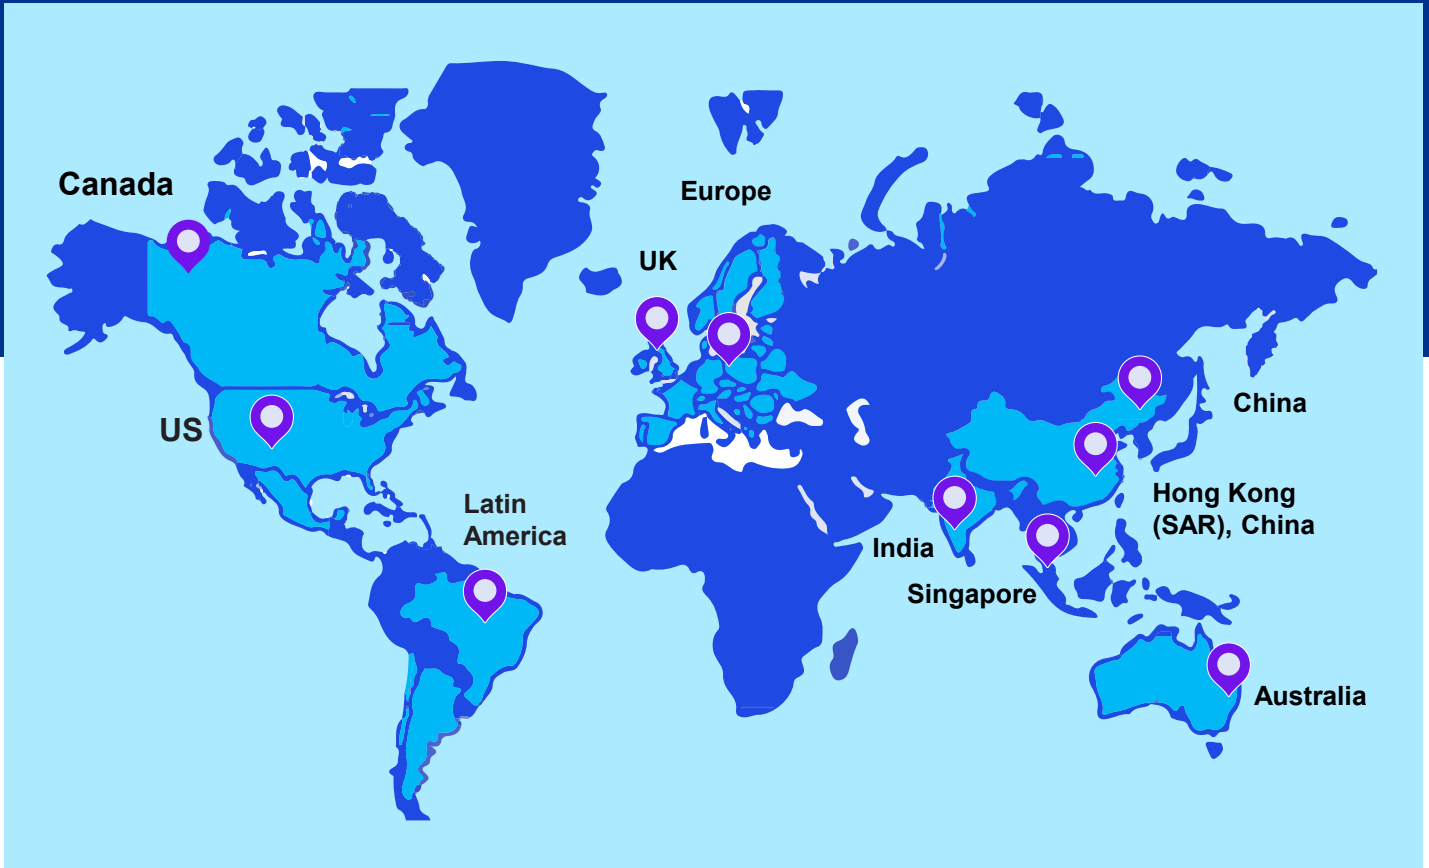 Canada
Europe
UK
US
China
Latin
America
Hong Kong
(SAR), China
India
Singapore
Australia